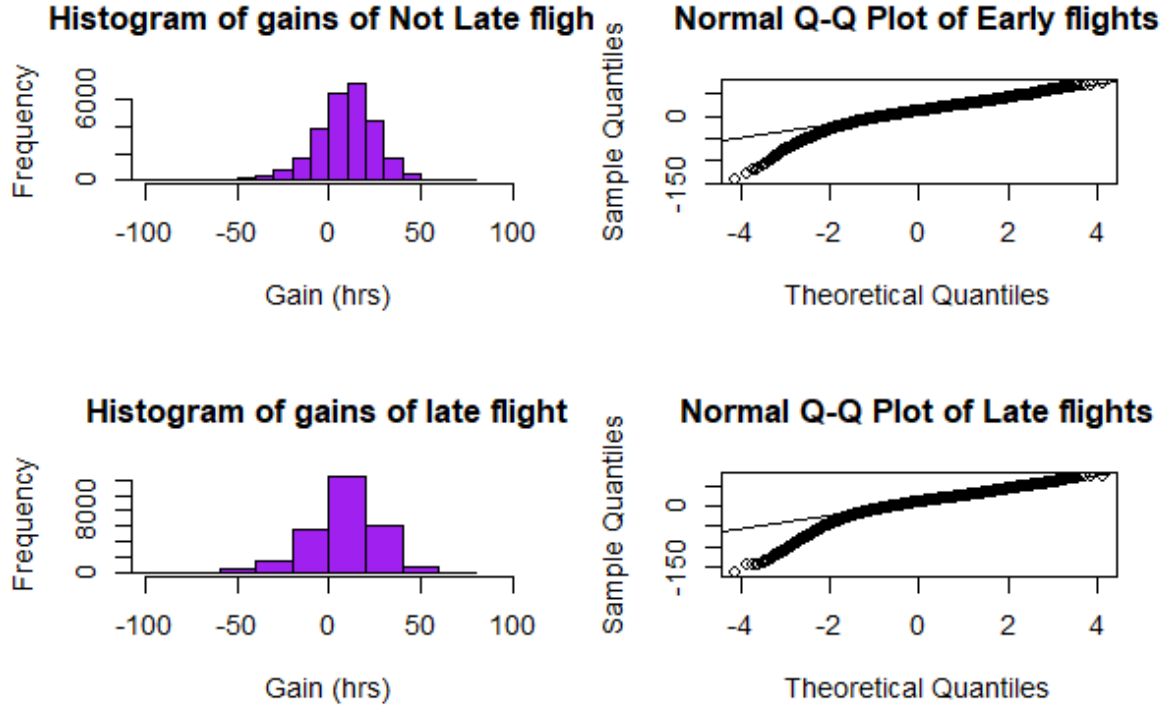 Histogram of gains of Not Late fligh
Frequency
6000
0
-100 -50 0 50 100
Gain (hrs)
Normal Q-Q Plot of Early flights
Sample Quantiles
0
-150
-4 -2 0 2 4
Theoretical Quantiles
Histogram of gains of late flight
Frequency
8000
0
-100 -50 0 50 100
Gain (hrs)
Normal Q-Q Plot of Late flights
Sample Quantiles
0
-150
-4 -2 0 2 4
Theoretical Quantiles